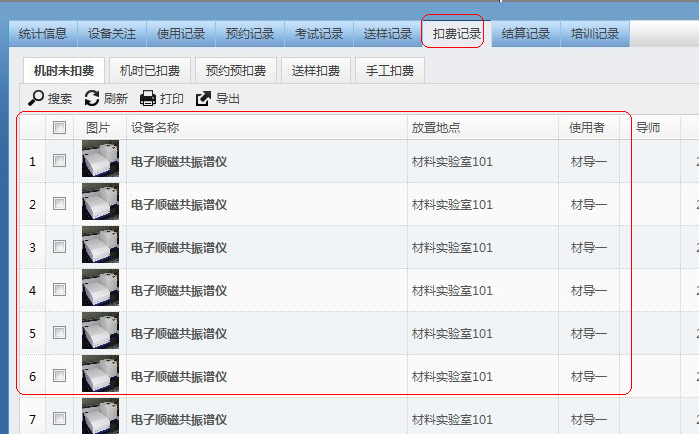 统计信息 设备关注 使用记录 预约记录 考试记录 送样记录 扣费记录 结算记录 培训记录
机时未扣费 机时已扣费 预约预扣费 送样扣费 手工扣费
搜索 刷新 打印 导出
图片 设备名称 放置地点 使用者 导师
1 电子顺磁共振谱仪 材料实验室101 材导一
2 电子顺磁共振谱仪 材料实验室101 材导一
3 电子顺磁共振谱仪 材料实验室101 材导一
4 电子顺磁共振谱仪 材料实验室101 材导一
5 电子顺磁共振谱仪 材料实验室101 材导一
6 电子顺磁共振谱仪 材料实验室101 材导一
7 电子顺磁共振谱仪 材料实验室101 材导一